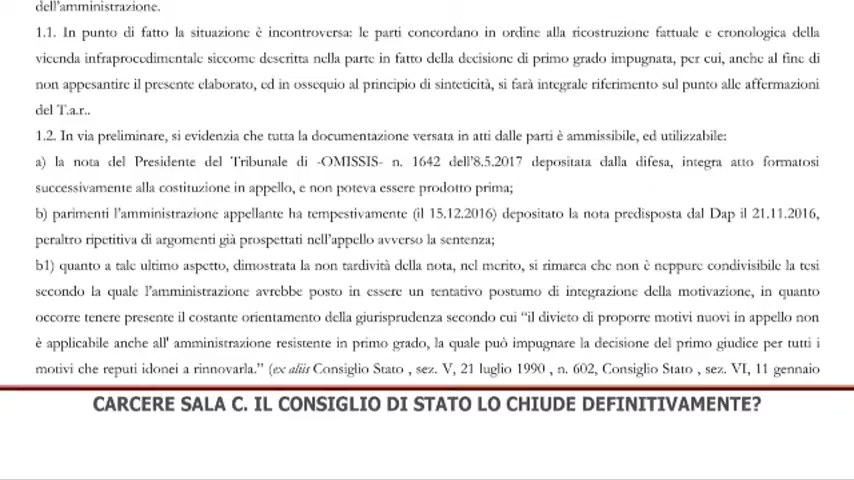 dell'amministrazione.
1.1. In punto di fatto la situazione è incontroversa: le parti concordano in ordine alla ricostruzione fattuale e cronologica della
vicenda infraprocedimentale siccome descritta nella parte in fatto della decisione di primo grado impugnata, per cui, anche al fine di
non appesantire il presente elaborato, ed in ossequio al principio di sinteticità, si farà integrale riferimento sul punto alle affermazioni
del T.a.r..
1.2. In via preliminare, si evidenzia che tutta la documentazione versata in atti dalle parti è ammissibile, ed utilizzabile:
a) la nota del Presidente del Tribunale di -OMISSIS- n. 1642 dell'8.5.2017 depositata dalla difesa, integra atto formatosi
successivamente alla costituzione in appello, e non poteva essere prodotto prima;
b) parimenti l'amministrazione appellante ha tempestivamente (il 15.12.2016) depositato la nota predisposta dal Dap il 21.11.2016,
peraltro ripetitiva di argomenti già prospettati nell'appello avverso la sentenza;
b1) quanto a tale ultimo aspetto, dimostrata la non tardività della nota, nel merito, si rimarca che non è neppure condivisibile la tesi
secondo la quale l'amministrazione avrebbe posto in essere un tentativo postumo di integrazione della motivazione, in quanto
occorre tenere presente il costante orientamento della giurisprudenza secondo cui “il divieto di proporre motivi nuovi in appello non
è applicabile anche all' amministrazione resistente in primo grado, la quale può impugnare la decisione del primo giudice per tutti i
motivi che reputi idonei a rinnovarla.” (ex aliis Consiglio Stato , sez. V, 21 luglio 1990 , n. 602, Consiglio Stato , sez. VI, 11 gennaio
CARCERE SALA C. IL CONSIGLIO DI STATO LO CHIUDE DEFINITIVAMENTE?